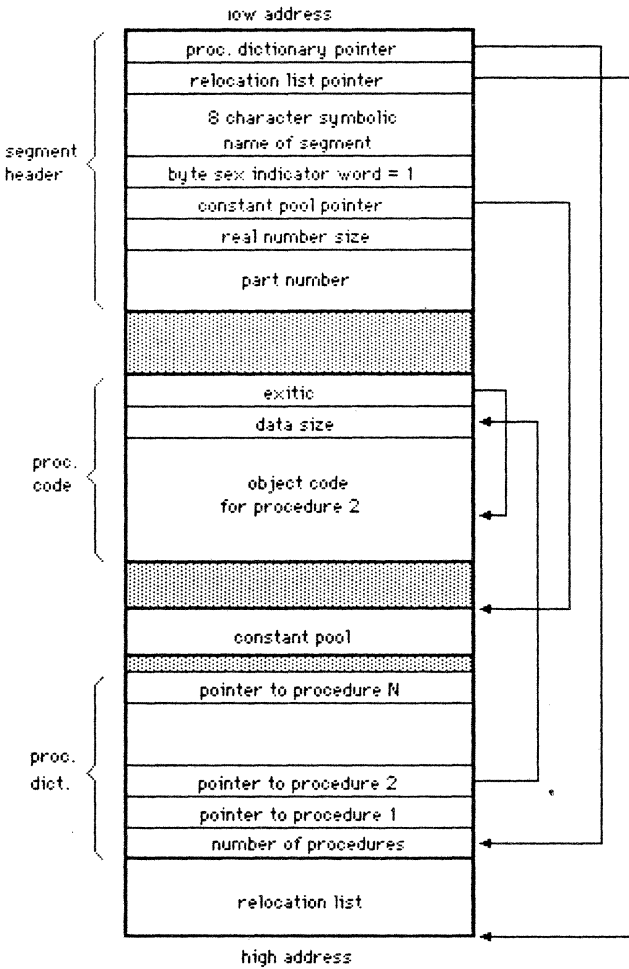 low address
proc. dictionary pointer
relocation list pointer
8 character symbolic
name of segment
segment
header
byte sex indicator word = 1
constant pool pointer
real number size
part number
exitic
data size
proc.
code
object code
for procedure 2
constant pool
pointer to procedure N
proc.
dict.
pointer to procedure 2
pointer to procedure 1
number of procedures
relocation list
high address